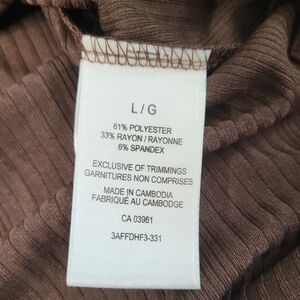 L/G
61% POLYESTER
33% RAYON / RAYONNE
6% SPANDEX
EXCLUSIVE OF TRIMMINGS
GARNITURES NON COMPRISES
MADE IN CAMBODIA
FABRIQUÉ AU CAMBODGE
CA 03961
3AFFDHF3-331